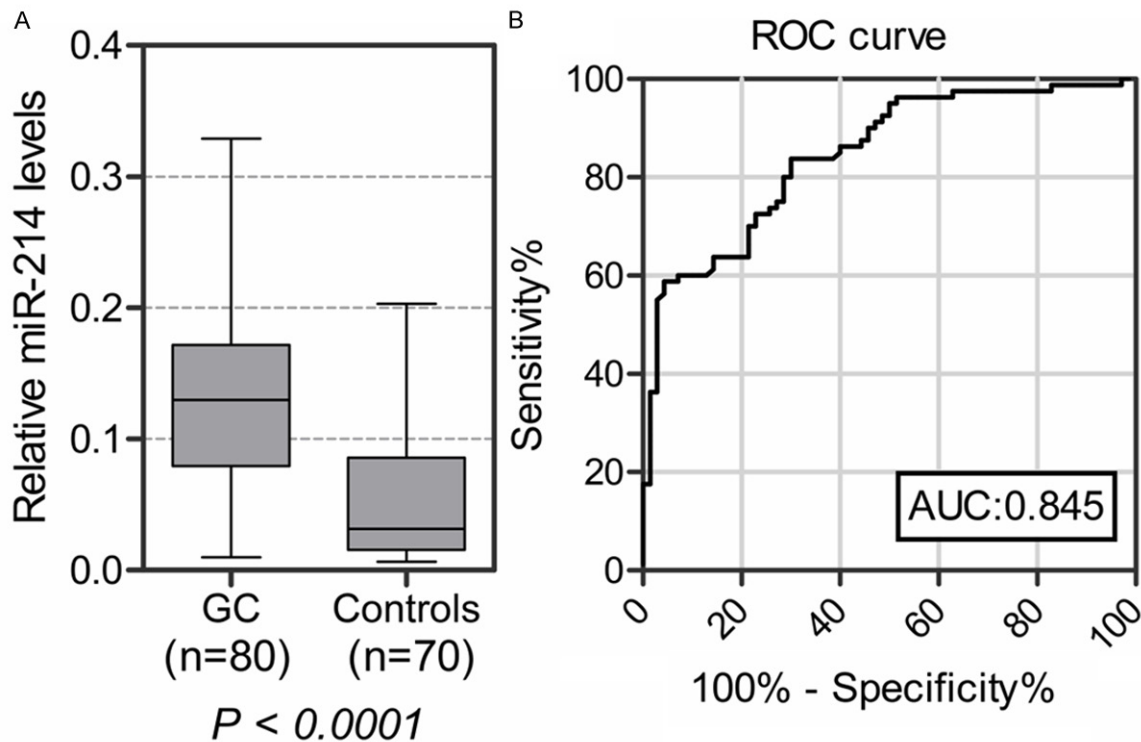 A
Relative miR-214 levels
0.4
0.3
0.2
0.1
0.0
GC
(n=80)
Controls
(n=70)
P < 0.0001
B
ROC curve
Sensitivity%
100
80
60
40
20
0
AUC:0.845
0
20
40
60
80
100
100% - Specificity%